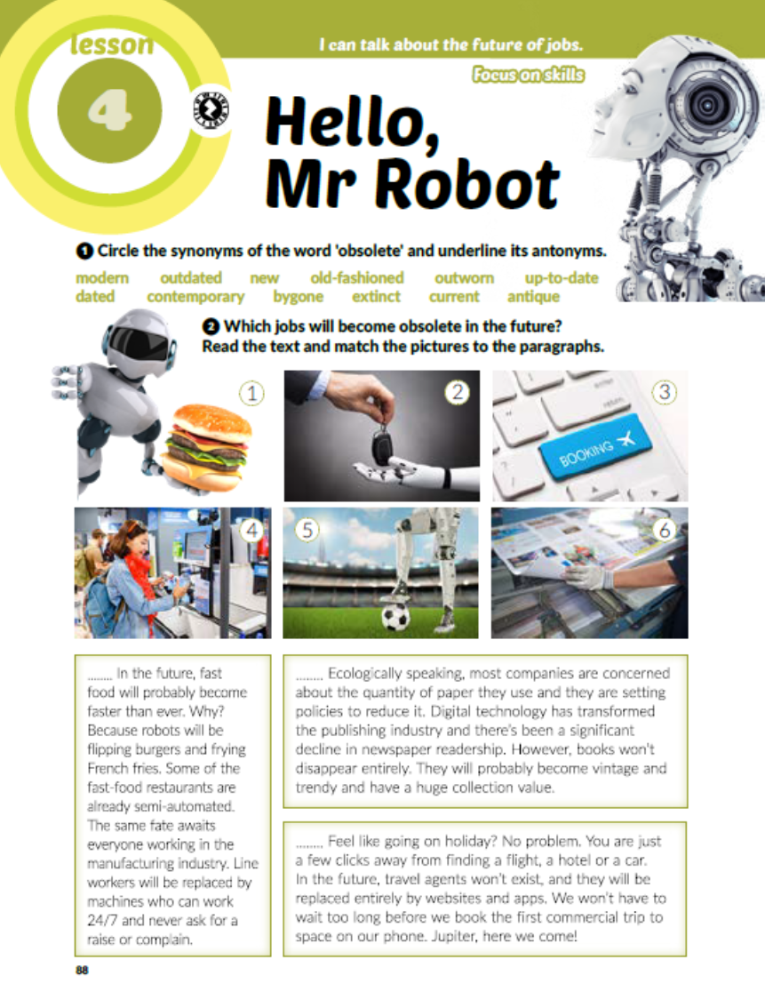 lesson
4
I can talk about the future of jobs.
Focus on skills
Hello,
Mr Robot
1 Circle the synonyms of the word 'obsolete' and underline its antonyms.
modern outdated new old-fashioned outworn up-to-date
dated contemporary bygone extinct current antique
2 Which jobs will become obsolete in the future?
Read the text and match the pictures to the paragraphs.
1
2
3
enter
return
BOOKING
4
5
6
........ In the future, fast
food will probably become
faster than ever. Why?
Because robots will be
flipping burgers and frying
French fries. Some of the
fast-food restaurants are
already semi-automated.
The same fate awaits
everyone working in the
manufacturing industry. Line
workers will be replaced by
machines who can work
24/7 and never ask for a
raise or complain.
........ Ecologically speaking, most companies are concerned
about the quantity of paper they use and they are setting
policies to reduce it. Digital technology has transformed
the publishing industry and there's been a significant
decline in newspaper readership. However, books won't
disappear entirely. They will probably become vintage and
trendy and have a huge collection value.
........ Feel like going on holiday? No problem. You are just
a few clicks away from finding a flight, a hotel or a car.
In the future, travel agents won't exist, and they will be
replaced entirely by websites and apps. We won't have to
wait too long before we book the first commercial trip to
space on our phone. Jupiter, here we come!
88